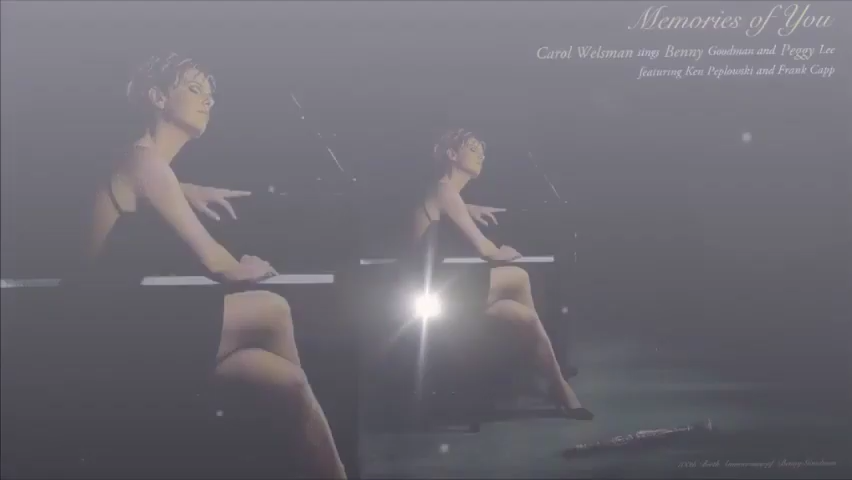 Memories of You
Carol Welsman sings Benny Goodman and Peggy Lee
featuring Ken Peplowski and Frank Capp